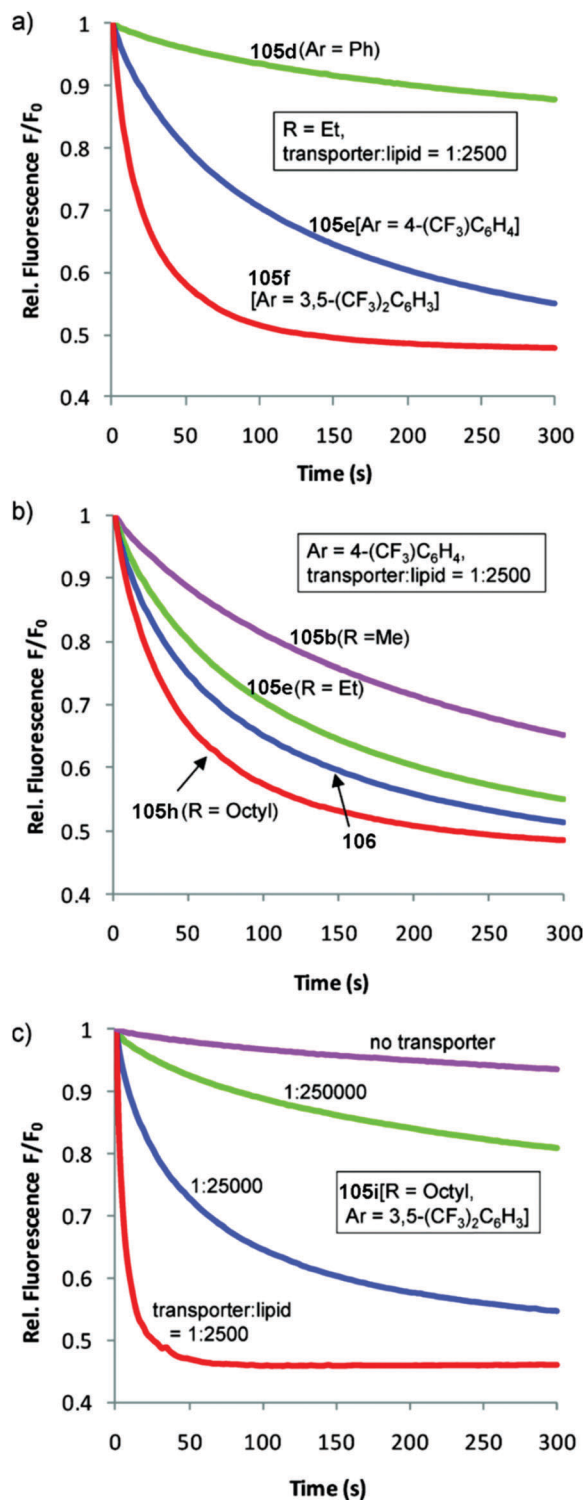 a)
1
0.9
0.8
0.7
0.6
0.5
0.4
Rel. Fluorescence F/F₀
105d (Ar = Ph)
R = Et,
transporter:lipid = 1:2500
105e[Ar = 4-(CF₃)C₆H₄]
105f
[Ar = 3,5-(CF₃)₂C₆H₃]
0 50 100 150 200 250 300
Time (s)
b)
1
0.9
0.8
0.7
0.6
0.5
0.4
Rel. Fluorescence F/F₀
Ar = 4-(CF₃)C₆H₄,
transporter:lipid = 1:2500
105b (R =Me)
105e (R = Et)
105h (R = Octyl)
106
0 50 100 150 200 250 300
Time (s)
c)
1
0.9
0.8
0.7
0.6
0.5
0.4
Rel. Fluorescence F/F₀
no transporter
1:250000
1:25000
105i[R = Octyl,
Ar = 3,5-(CF₃)₂C₆H₃]
transporter:lipid
= 1:2500
0 50 100 150 200 250 300
Time (s)